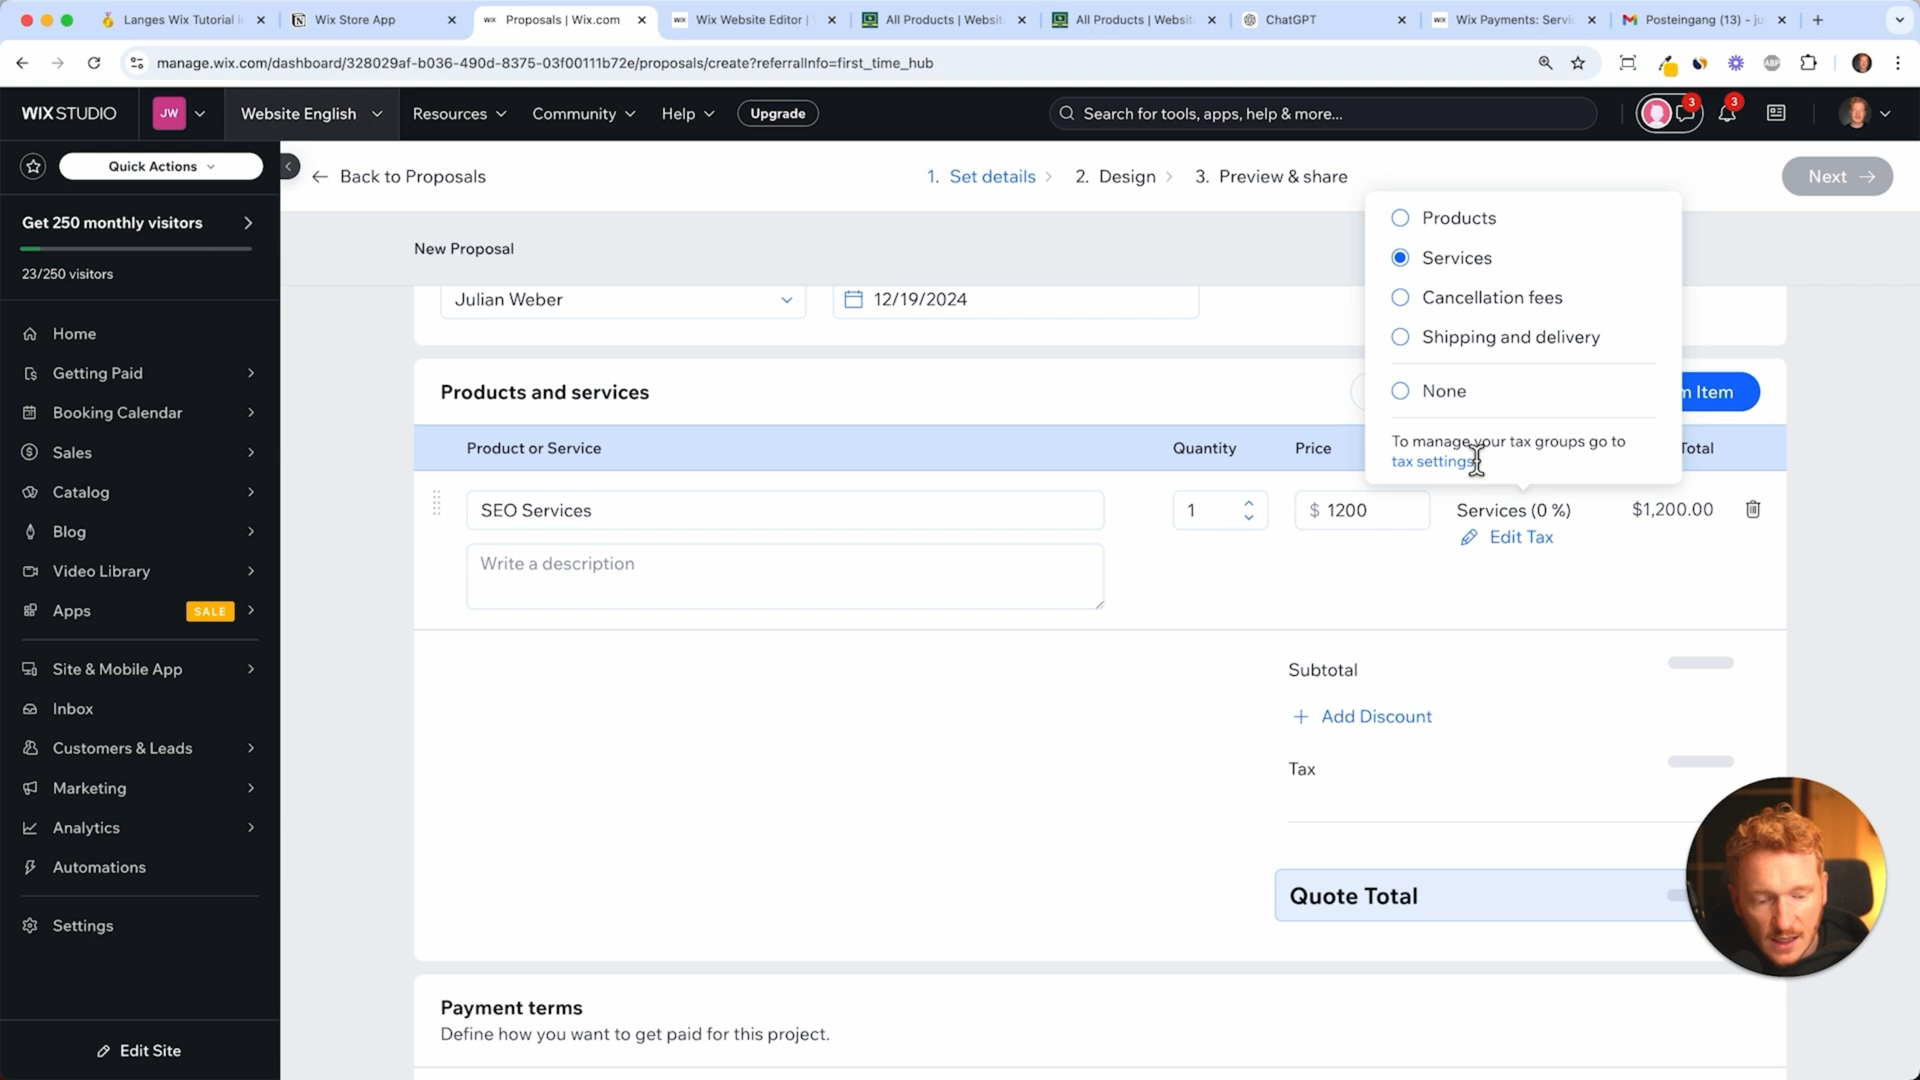 Langes Wix Tutorial i
Wix Store App
Proposals | Wix.com
Wix Website Editor |
All Products | Websit
All Products | Websit
ChatGPT
Wix Payments: Servi
Posteingang (13) - ju
manage.wix.com/dashboard/328029af-b036-490d-8375-03f00111b72e/proposals/create?referralInfo=first_time_hub
ABP
WIX STUDIO
JW
Website English
Resources
Community
Help
Upgrade
Search for tools, apps, help & more...
3
3
Quick Actions
Get 250 monthly visitors
23/250 visitors
Home
Getting Paid
Booking Calendar
Sales
Catalog
Blog
Video Library
Apps
SALE
Site & Mobile App
Inbox
Customers & Leads
Marketing
Analytics
Automations
Settings
Edit Site
Back to Proposals
1. Set details
2. Design
3. Preview & share
Next
New Proposal
Julian Weber
12/19/2024
Products
Services
Cancellation fees
Shipping and delivery
None
To manage your tax groups go to
tax settings
Products and services
m Item
Product or Service
Quantity
Price
Total
SEO Services
1
$ 1200
Services (0 %)
$1,200.00
Edit Tax
Write a description
Subtotal
Add Discount
Tax
Quote Total
Payment terms
Define how you want to get paid for this project.